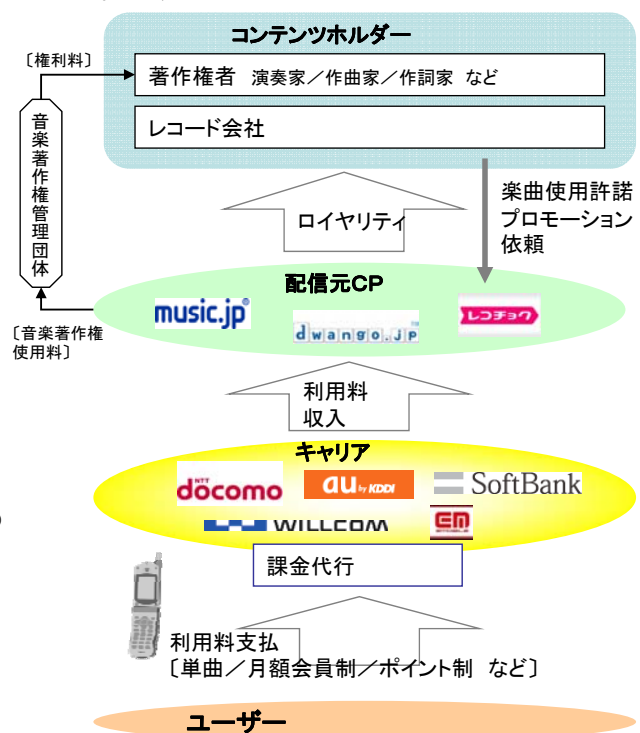 コンテンツホルダー
〔権利料〕
著作権者 演奏家／作曲家／作詞家 など
レコード会社
音楽著作権管理団体
ロイヤリティ
楽曲使用許諾
プロモーション
依頼
配信元CP
music.jp®
dwango.jp
レコチョク
〔音楽著作権
使用料〕
利用料
収入
キャリア
NTT
döcomo
au by KDDI
SoftBank
WILLCOM
EM
課金代行
利用料支払
〔単曲／月額会員制／ポイント制 など〕
ユーザー